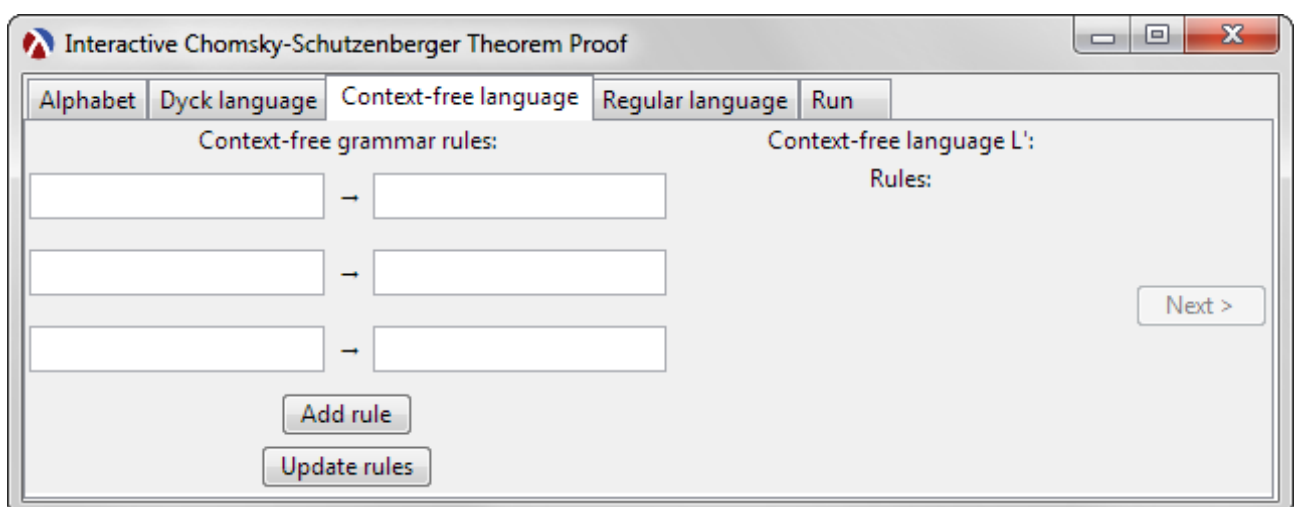 Interactive Chomsky-Schutzenberger Theorem Proof
Alphabet Dyck language Context-free language Regular language Run
Context-free grammar rules: Context-free language L':
Rules:
→
→
Next >
→
Add rule
Update rules